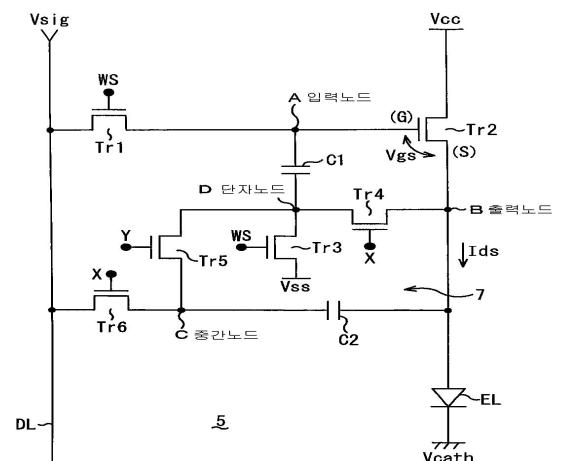 Vsig
Vcc
WS
A 입력노드
(G)
Tr2
Tr1
Vgs
(S)
C1
Tr4
D 단자노드
B 출력노드
Y
WS
Tr3
X
Ids
Tr5
X
Vss
7
Tr6
C 중간노드
C2
EL
DL
5
Vcath